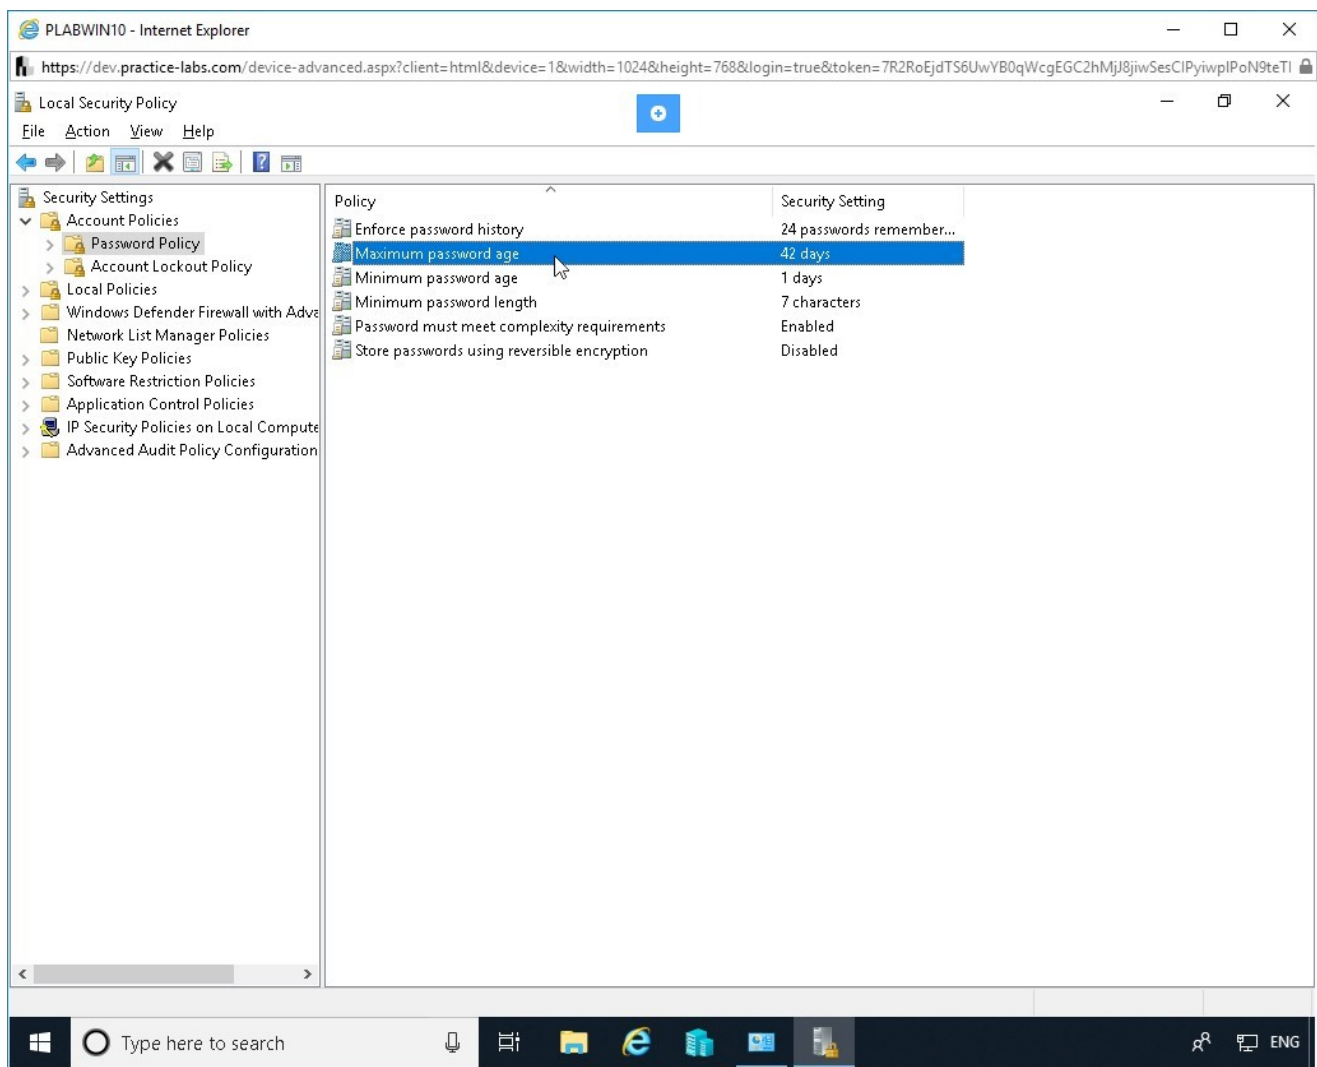 PLABWIN10 - Internet Explorer
https://dev.practice-labs.com/device-advanced.aspx?client=html&device=1&width=1024&height=768&login=true&token=7R2RoEjdTS6UwYB0qWcgEGC2hMjJ8jiwSesCIPyiwpIPoN9teTI
Local Security Policy
File Action View Help
Security Settings
Account Policies
Password Policy
Account Lockout Policy
Local Policies
Windows Defender Firewall with Adva
Network List Manager Policies
Public Key Policies
Software Restriction Policies
Application Control Policies
IP Security Policies on Local Compute
Advanced Audit Policy Configuration
Policy Security Setting
Enforce password history 24 passwords remember...
Maximum password age 42 days
Minimum password age 1 days
Minimum password length 7 characters
Password must meet complexity requirements Enabled
Store passwords using reversible encryption Disabled
Type here to search
ENG